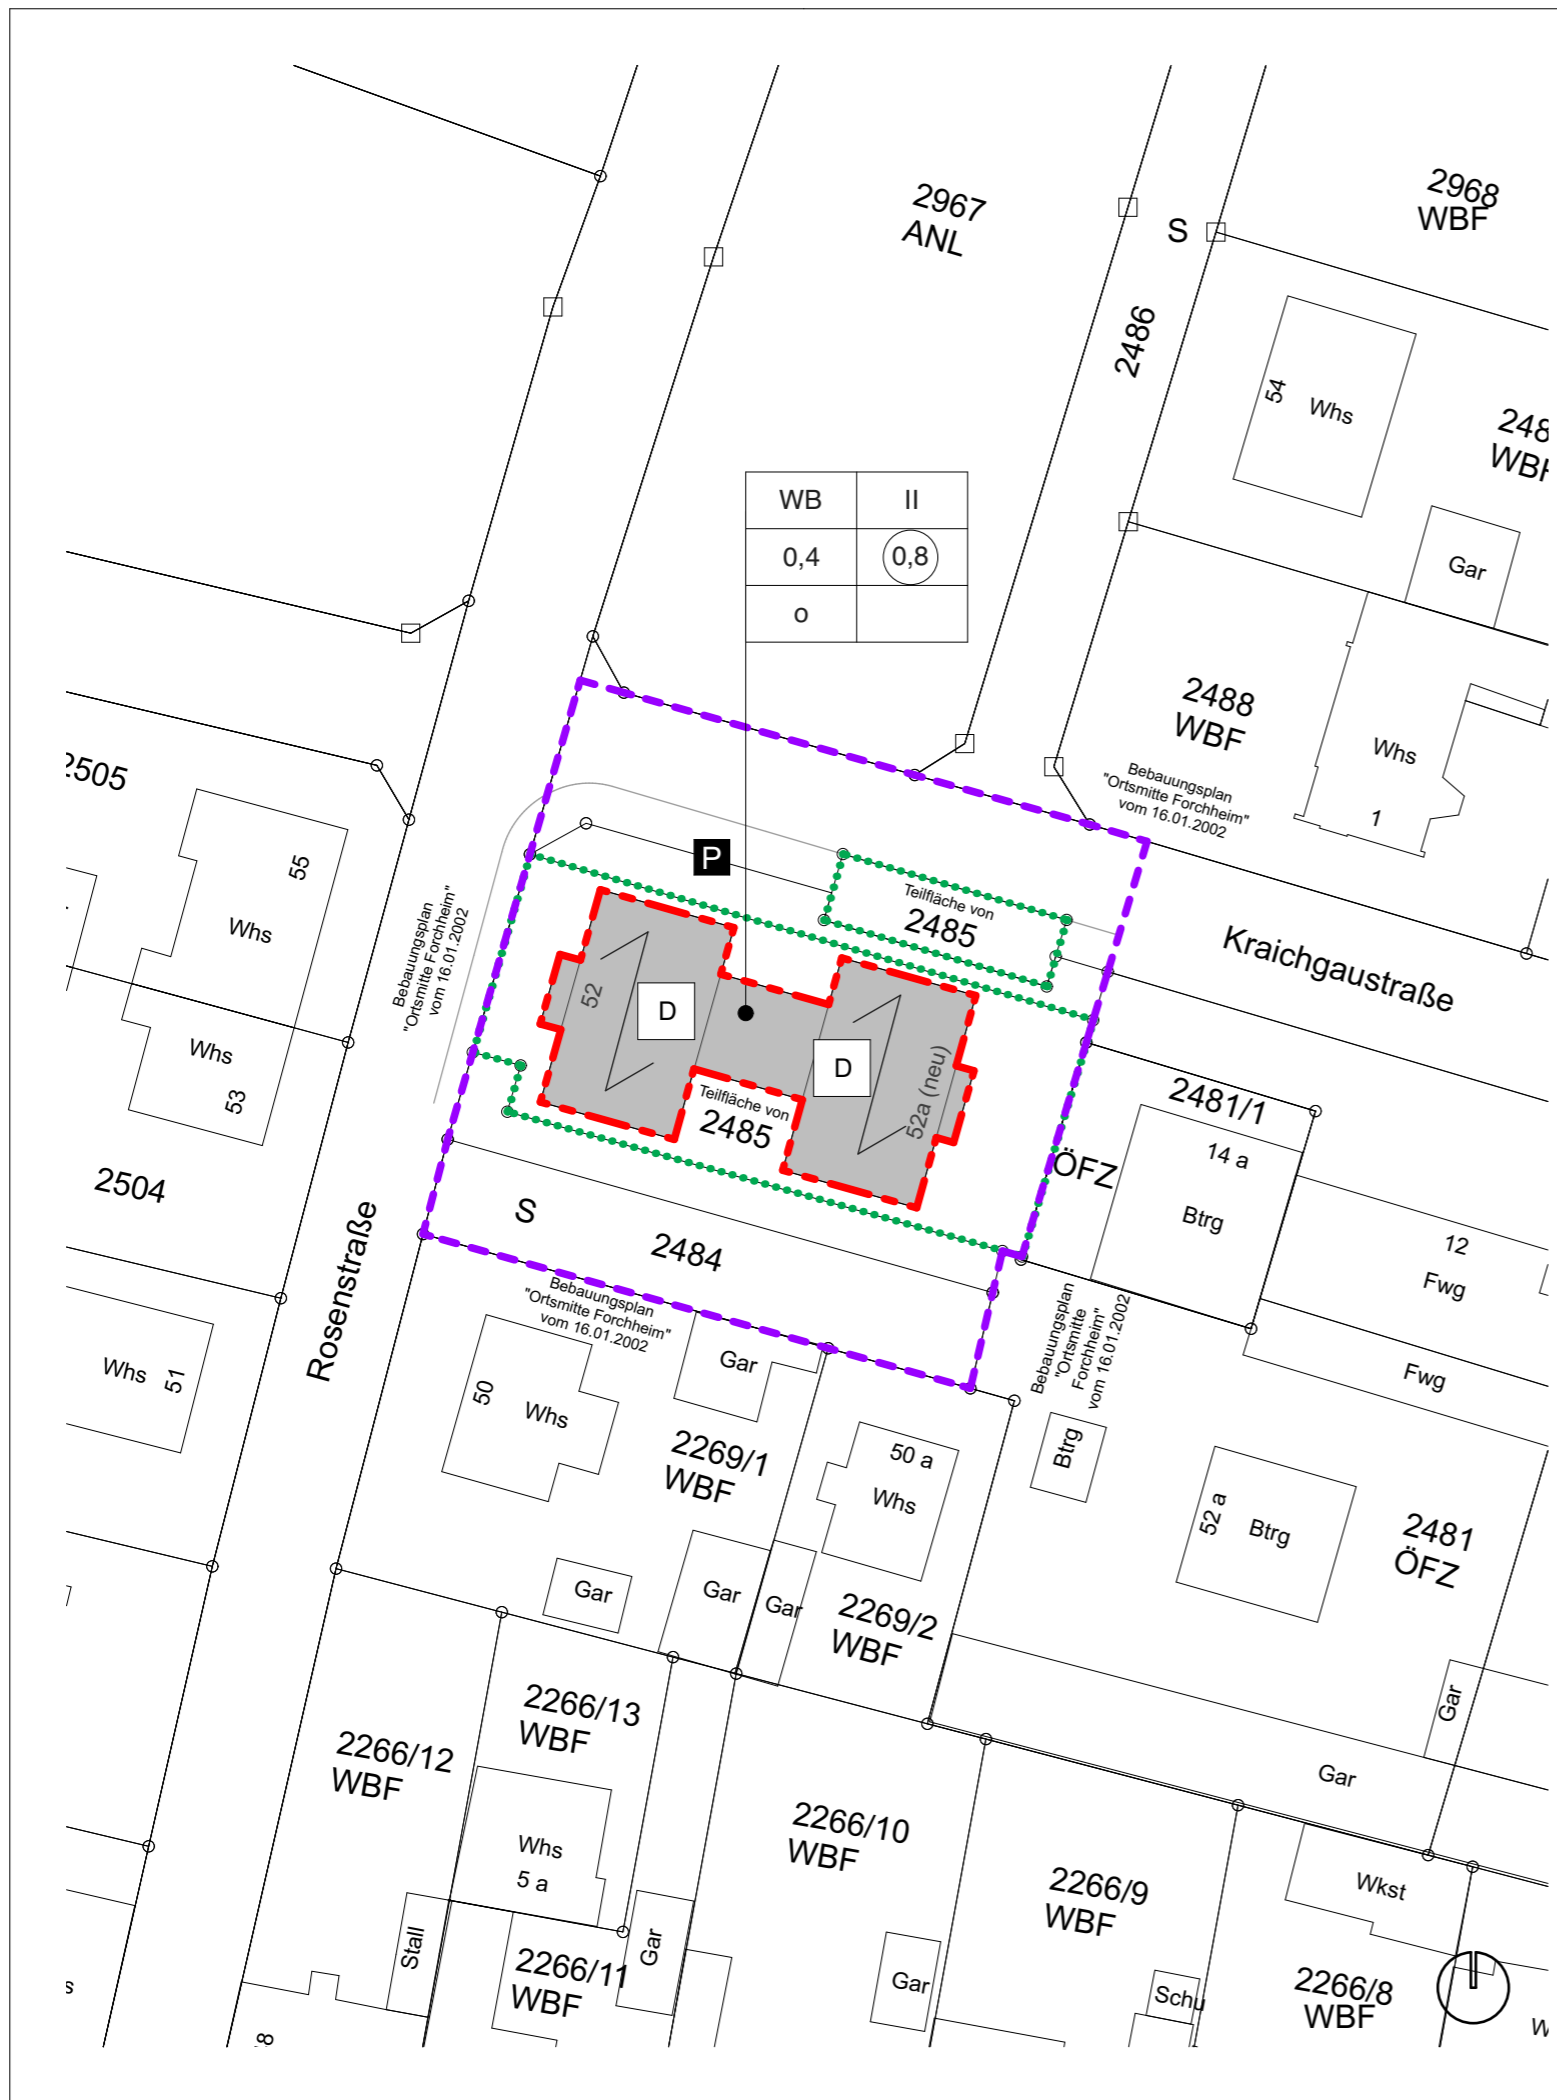 2967
ANL
2968
WBF
S
2486
54
Whs
248
WBF
Gar
WB
II
0,4
0,8
o
2488
WBF
Whs
1
Bebauungsplan
"Ortsmitte Forchheim"
vom 16.01.2002
2505
55
Whs
P
Teilfläche von
2485
Kraichgaustraße
Bebauungsplan
"Ortsmitte Forchheim"
vom 16.01.2002
52
D
D
52a (neu)
Teilfläche von
2485
Whs
53
2504
2481/1
ÖFZ
14 a
Btrg
12
Fwg
Fwg
S
2484
Rosenstraße
Bebauungsplan
"Ortsmitte Forchheim"
vom 16.01.2002
Bebauungsplan
"Ortsmitte
Forchheim"
vom 16.01.2002
Whs
51
50
Whs
Gar
2269/1
WBF
50 a
Whs
Btrg
52 a
Btrg
2481
ÖFZ
Gar
Gar
Gar
2269/2
WBF
Gar
Gar
2266/13
WBF
2266/12
WBF
Whs
5 a
2266/10
WBF
2266/9
WBF
Wkst
Stall
2266/11
WBF
Gar
Gar
Schu
2266/8
WBF
W
s
8